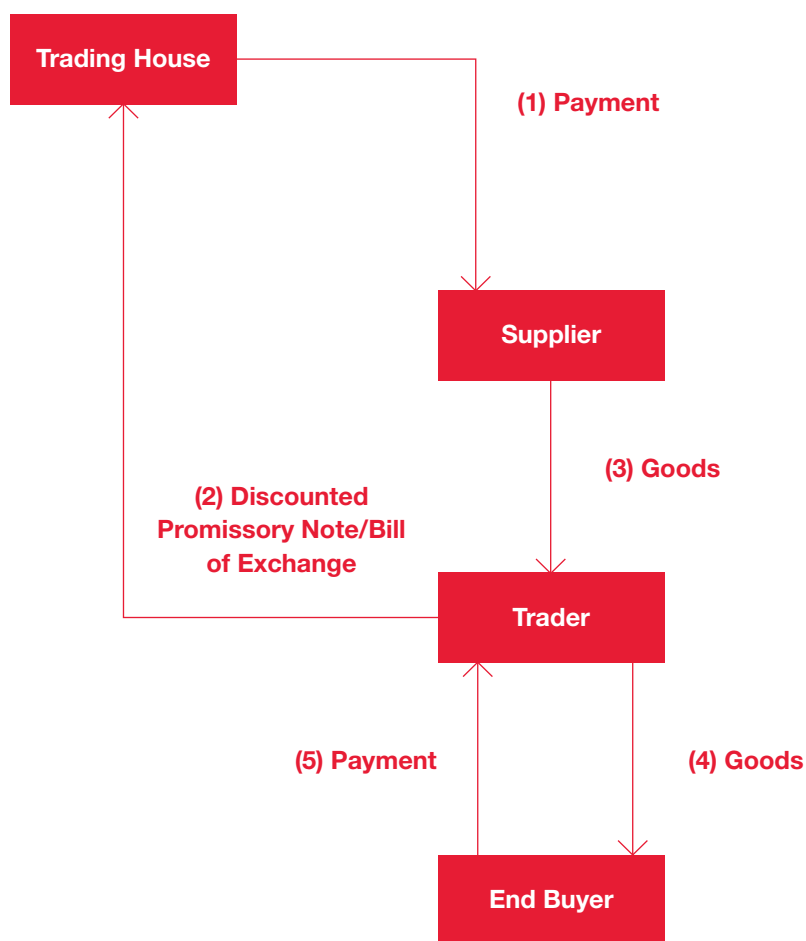 Trading House
(1) Payment
Supplier
(3) Goods
(2) Discounted
Promissory Note/Bill
of Exchange
Trader
(5) Payment
(4) Goods
End Buyer